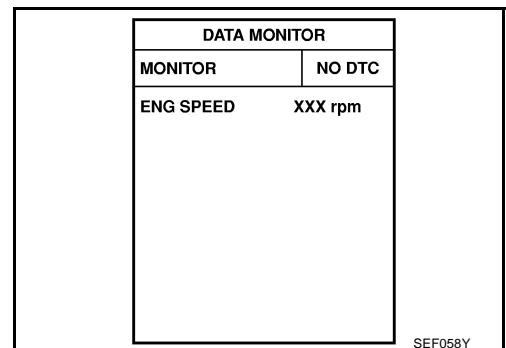 DATA MONITOR
MONITOR NO DTC
ENG SPEED XXX rpm
SEF058Y